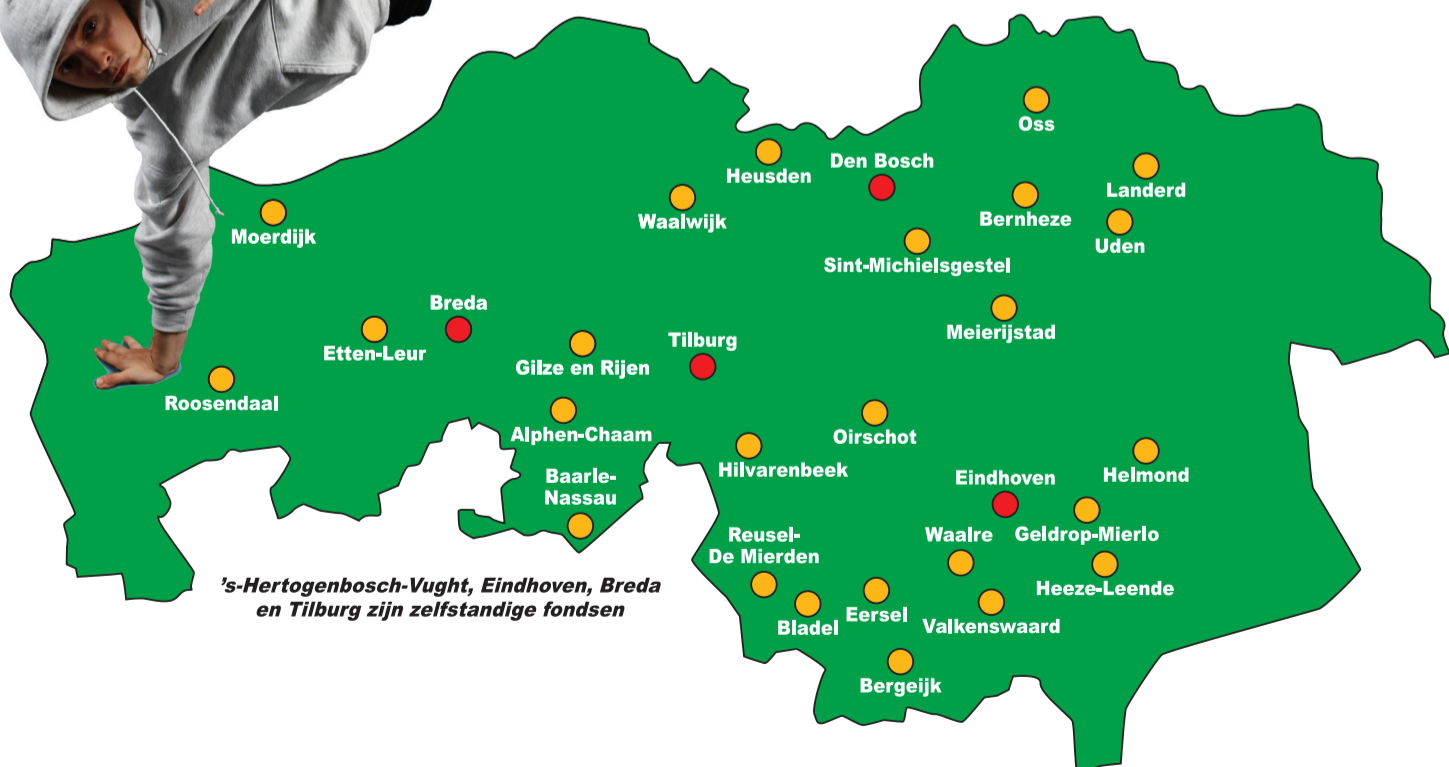 Oss
Den Bosch
Heusden
Landerd
Waalwijk
Bernheze
Moerdijk
Uden
Sint-Michielsgestel
Breda
Meierijstad
Tilburg
Etten-Leur
Gilze en Rijen
Roosendaal
Alphen-Chaam
Oirschot
Hilvarenbeek
Helmond
Baarle-
Nassau
Eindhoven
Reusel-
De Mierden
Waalre
Geldrop-Mierlo
Heeze-Leende
's-Hertogenbosch-Vught, Eindhoven, Breda
en Tilburg zijn zelfstandige fondsen
Bladel
Eersel
Valkenswaard
Bergeijk